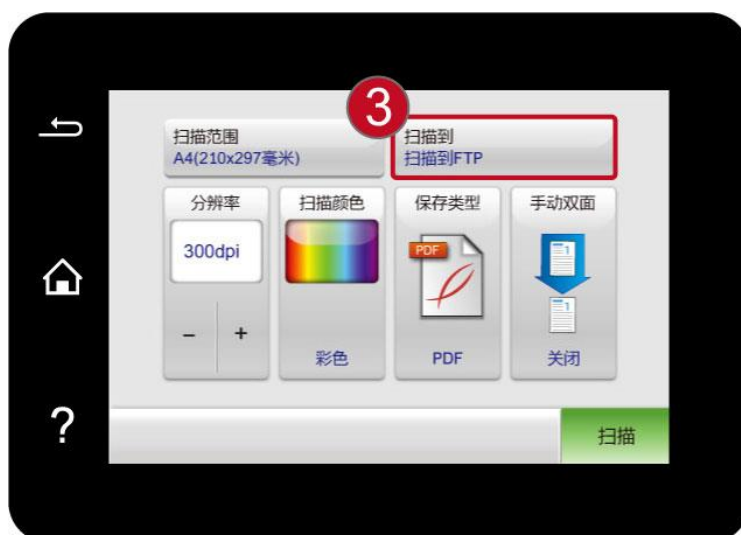 3
扫描范围
A4(210x297毫米)
扫描到
扫描到FTP
分辨率
300dpi
- +
扫描颜色
彩色
保存类型
PDF
PDF
手动双面
1
1
关闭
?
扫描